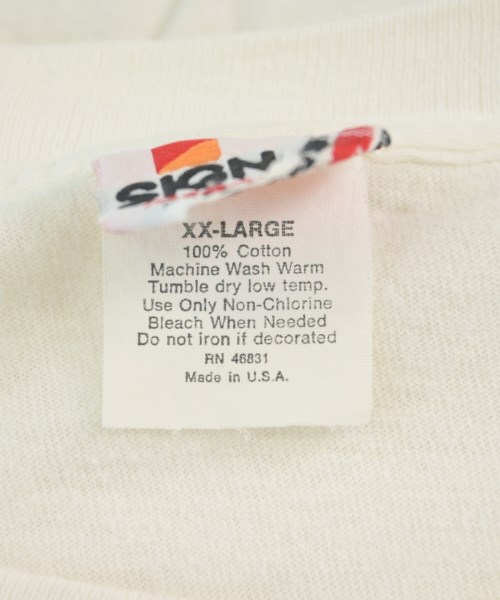 SIGNAL
XX-LARGE
100% Cotton
Machine Wash Warm
Tumble dry low temp.
Use Only Non-Chlorine
Bleach When Needed
Do not iron if decorated
RN 46831
Made in U.S.A.